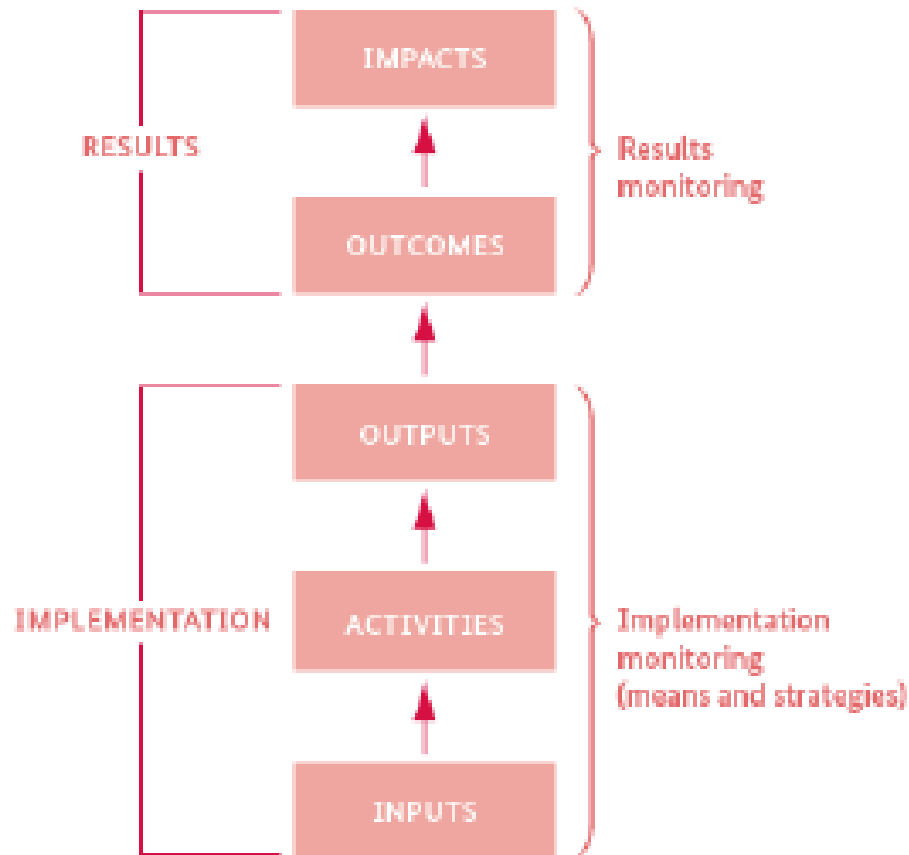 IMPACTS
RESULTS
Results
monitoring
OUTCOMES
OUTPUTS
IMPLEMENTATION
ACTIVITIES
Implementation
monitoring
(means and strategies)
INPUTS